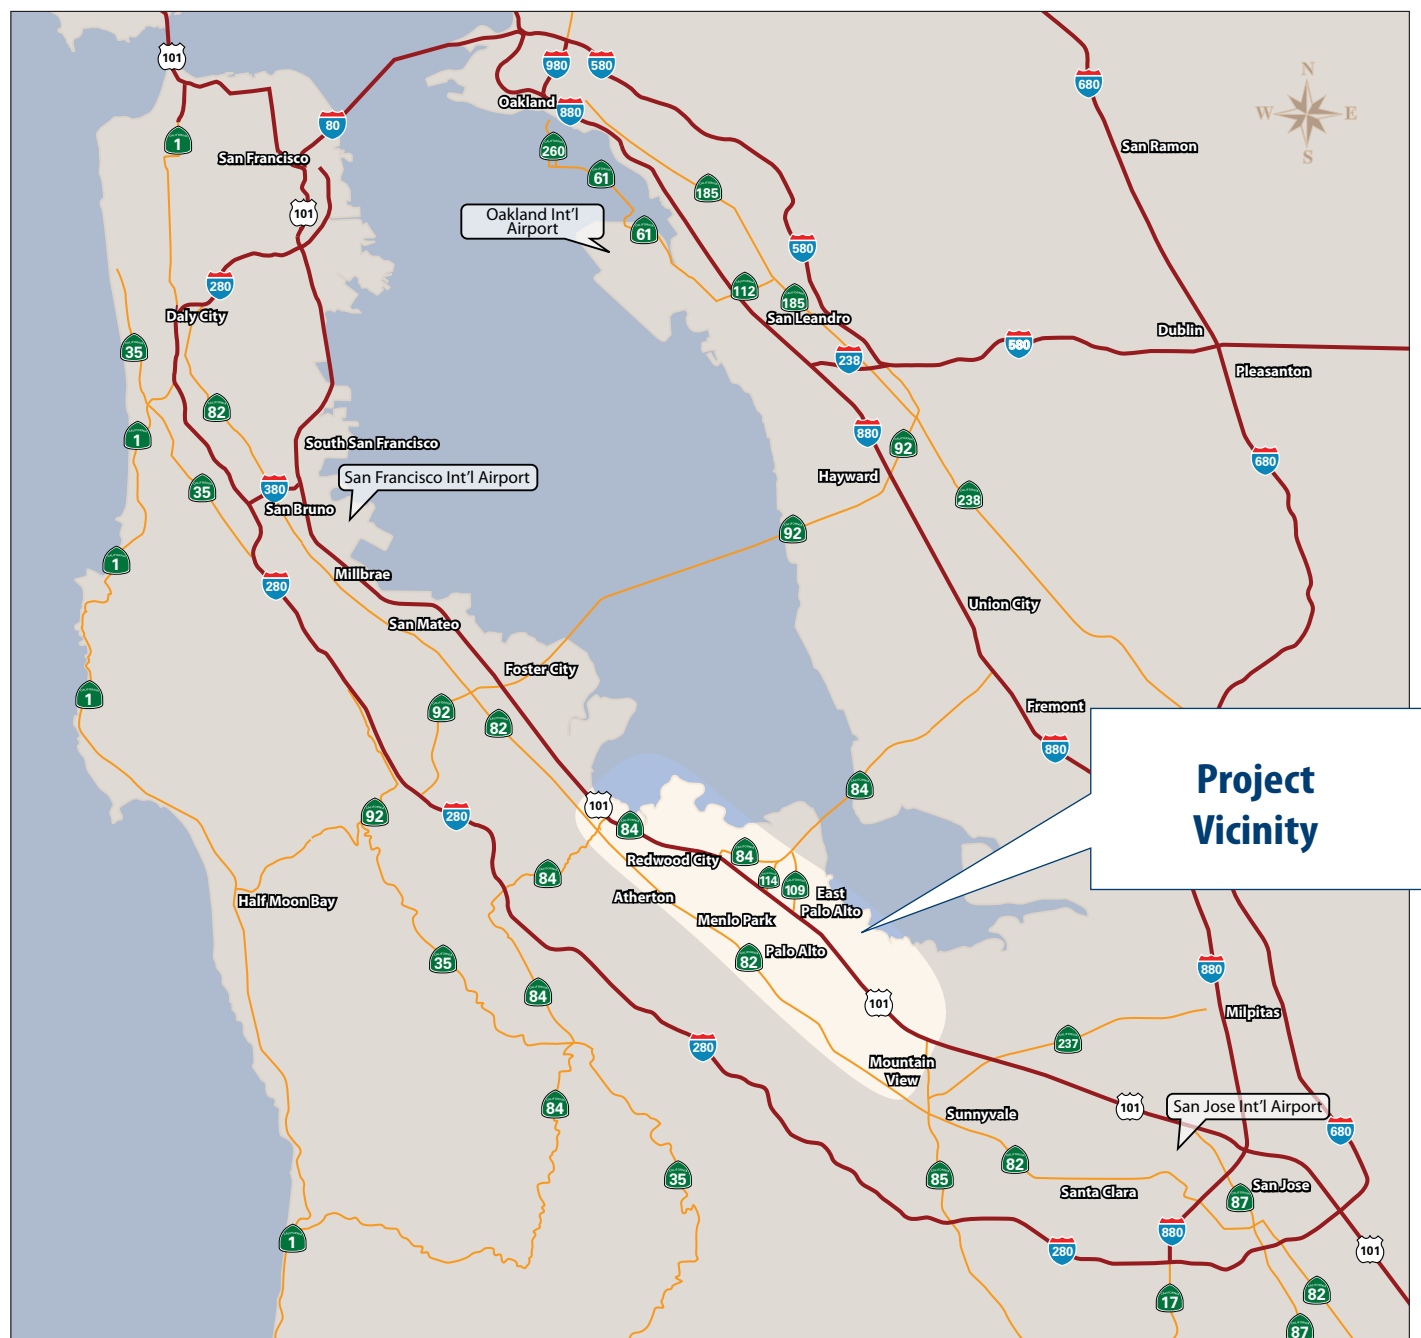 101
980
580
680
N
W
E
S
Oakland
880
80
1
260
San Francisco
San Ramon
61
185
101
Oakland Int'l
Airport
61
580
280
112
185
Daly City
San Leandro
Dublin
35
580
238
Pleasanton
82
1
South San Francisco
880
92
680
San Francisco Int'l Airport
Hayward
35
380
San Bruno
238
92
1
Millbrae
280
Union City
San Mateo
Foster City
1
92
82
Fremont
880
Project
Vicinity
84
101
92
280
84
Redwood City
84
84
114
109
East
Palo Alto
Atherton
Half Moon Bay
Menlo Park
Palo Alto
35
82
880
84
101
Milpitas
280
237
Mountain
View
84
Sunnyvale
101
San Jose Int'l Airport
680
82
35
85
Santa Clara
San Jose
87
1
880
280
101
17
82
87